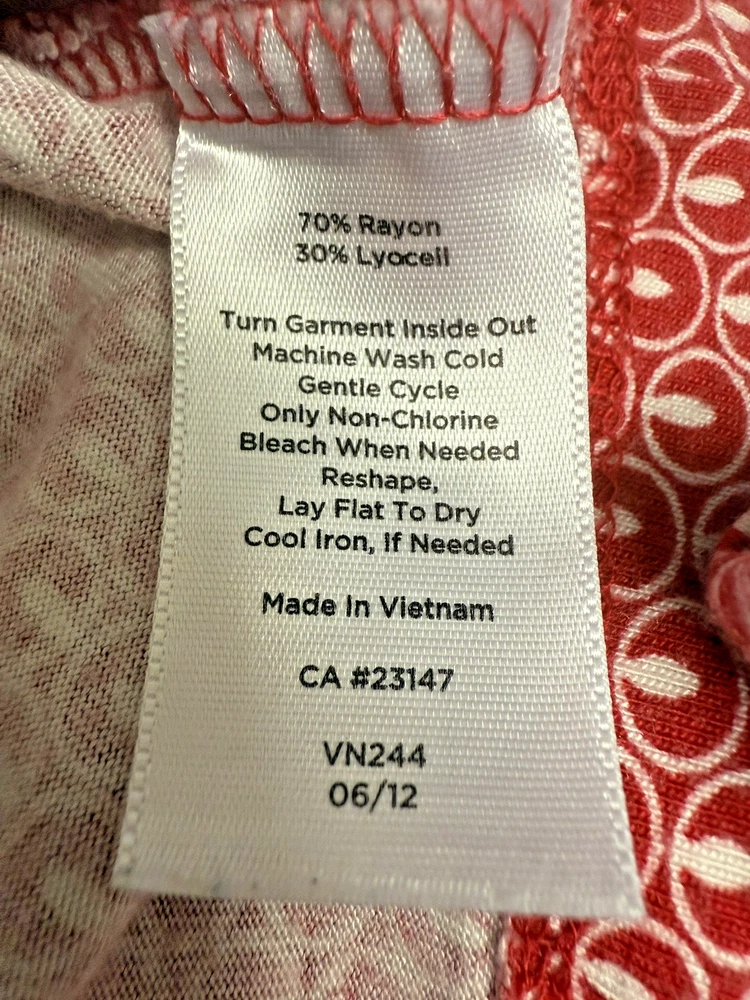 70% Rayon
30% Lyocell
Turn Garment Inside Out
Machine Wash Cold
Gentle Cycle
Only Non-Chlorine
Bleach When Needed
Reshape,
Lay Flat To Dry
Cool Iron, If Needed
Made In Vietnam
CA #23147
VN244
06/12